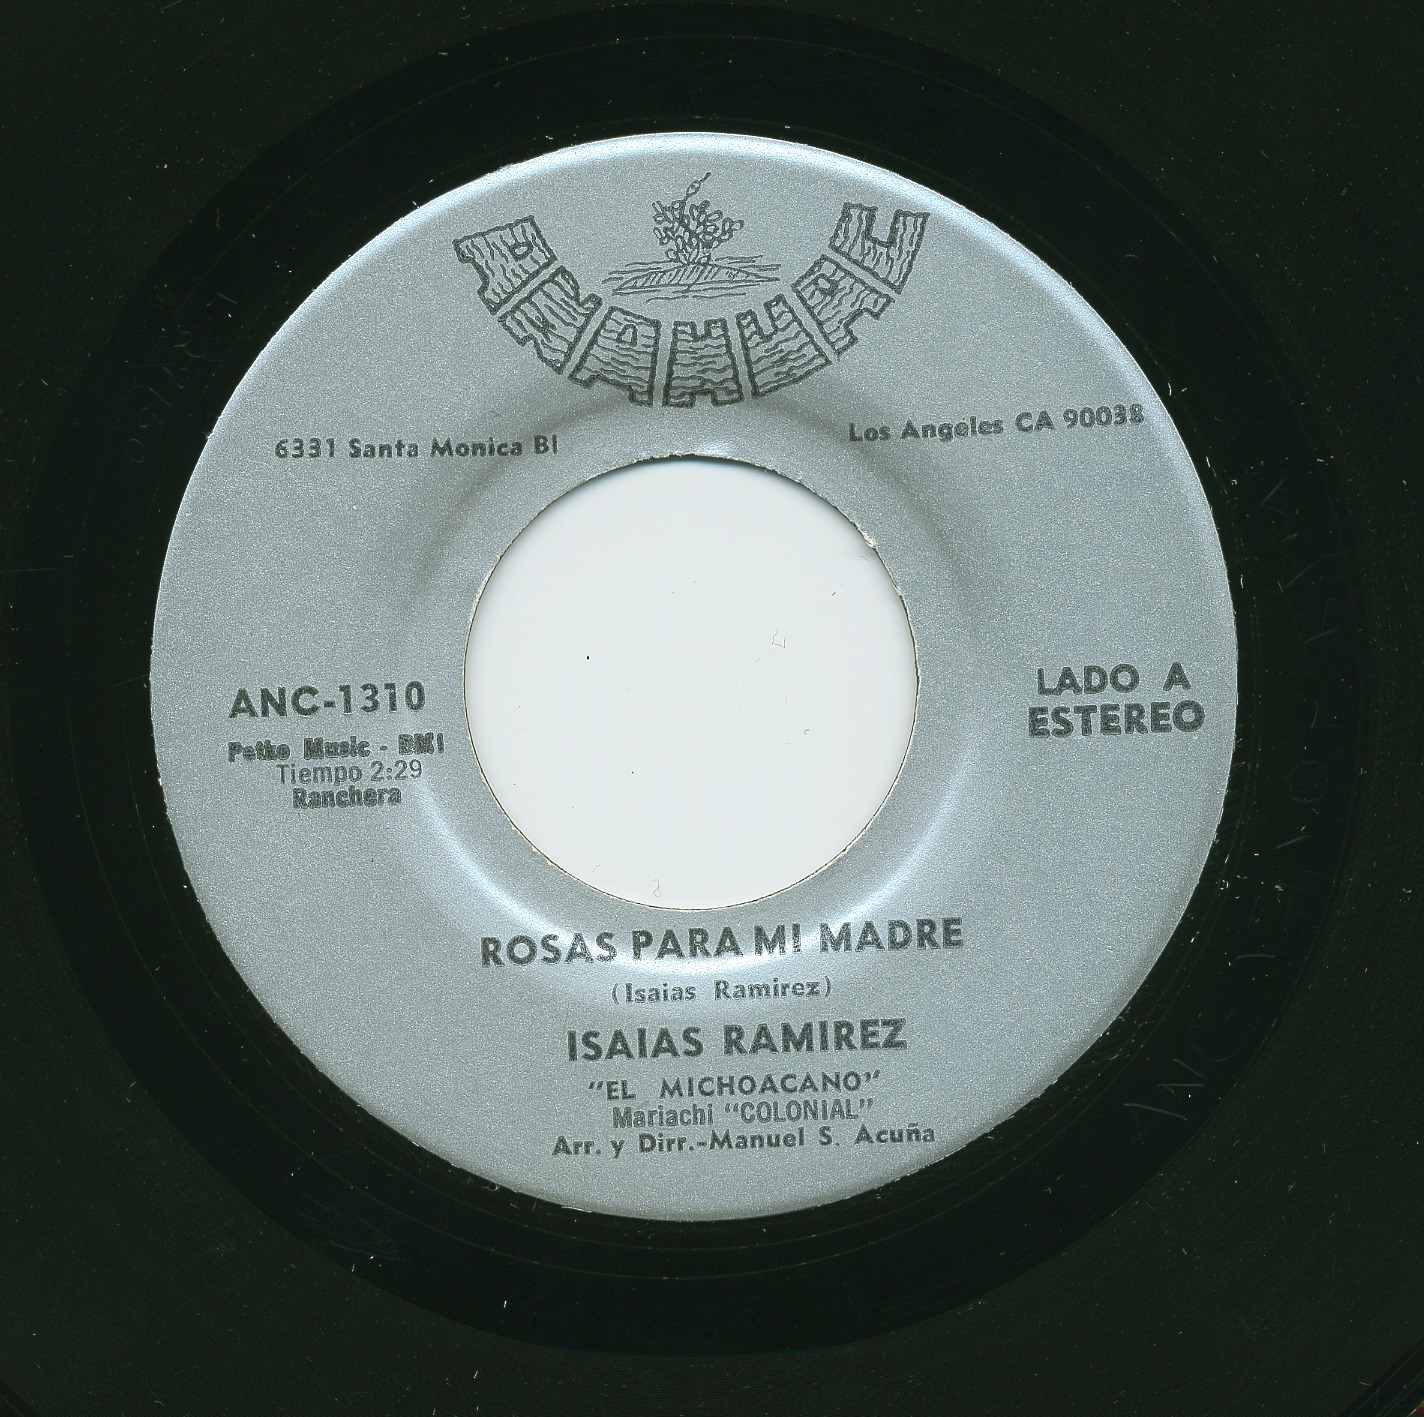 ANAHUAC
6331 Santa Monica Bl
Los Angeles CA 90038
ANC-1310
Petko Music - BMI
Tiempo 2:29
Ranchera
LADO A
ESTEREO
ROSAS PARA MI MADRE
(Isaias Ramirez)
ISAIAS RAMIREZ
"EL MICHOACANO"
Mariachi "COLONIAL"
Arr. y Dirr.-Manuel S. Acuña